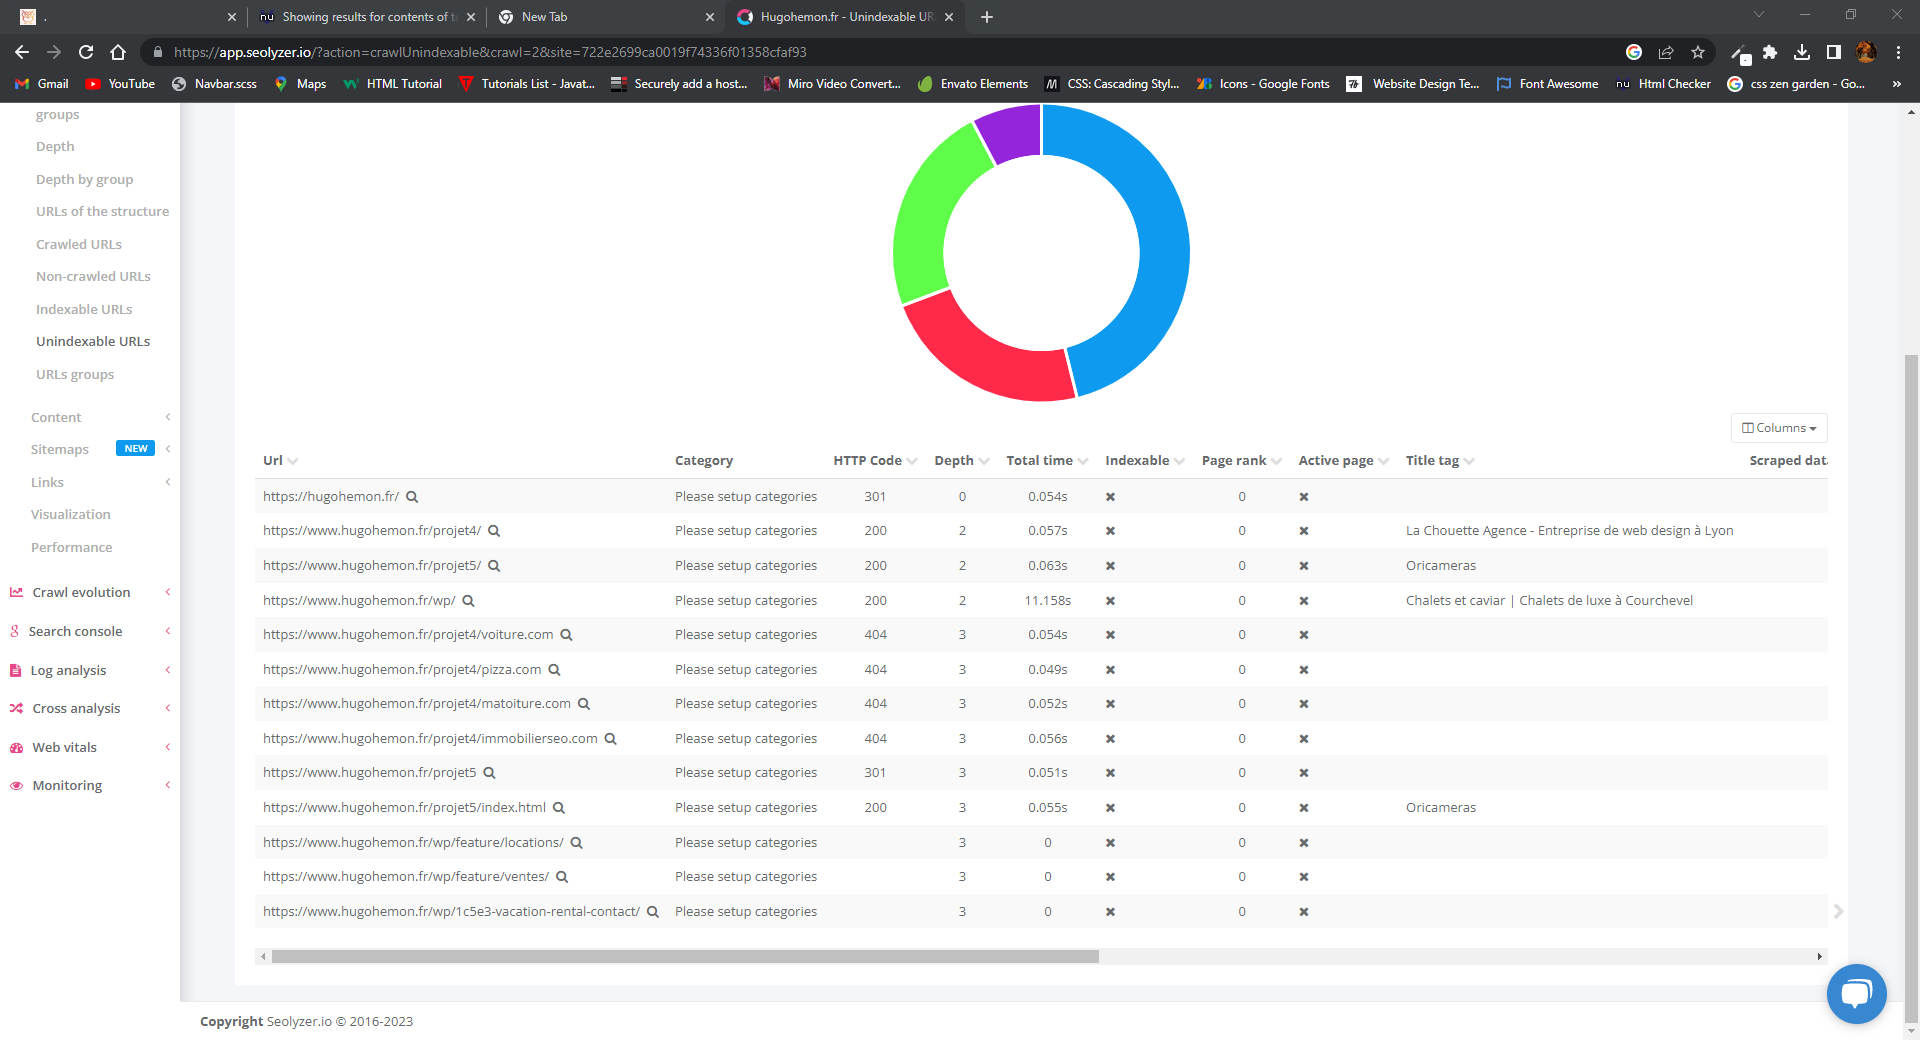 .
Showing results for contents of t
New Tab
Hugohemon.fr - Unindexable UR
https://app.seolyzer.io/?action=crawlUnindexable&crawl=2&site=722e2699ca0019f74336f01358cfaf93
Gmail
YouTube
Navbar.scss
Maps
HTML Tutorial
Tutorials List - Javat...
Securely add a host...
Miro Video Convert...
Envato Elements
CSS: Cascading Styl...
Icons - Google Fonts
Website Design Te...
Font Awesome
nu Html Checker
css zen garden - Go...
»
groups
Depth
Depth by group
URLs of the structure
Crawled URLs
Non-crawled URLs
Indexable URLs
Unindexable URLs
URLs groups
Content
Sitemaps NEW
Links
Visualization
Performance
Crawl evolution
Search console
Log analysis
Cross analysis
Web vitals
Monitoring
Columns
Url Category HTTP Code Depth Total time Indexable Page rank Active page Title tag Scraped dat
https://hugohemon.fr/ Please setup categories 301 0 0.054s ✖ 0 ✖
https://www.hugohemon.fr/projet4/ Please setup categories 200 2 0.057s ✖ 0 ✖ La Chouette Agence - Entreprise de web design à Lyon
https://www.hugohemon.fr/projet5/ Please setup categories 200 2 0.063s ✖ 0 ✖ Oricameras
https://www.hugohemon.fr/wp/ Please setup categories 200 2 11.158s ✖ 0 ✖ Chalets et caviar | Chalets de luxe à Courchevel
https://www.hugohemon.fr/projet4/voiture.com Please setup categories 404 3 0.054s ✖ 0 ✖
https://www.hugohemon.fr/projet4/pizza.com Please setup categories 404 3 0.049s ✖ 0 ✖
https://www.hugohemon.fr/projet4/matoiture.com Please setup categories 404 3 0.052s ✖ 0 ✖
https://www.hugohemon.fr/projet4/immobilierseo.com Please setup categories 404 3 0.056s ✖ 0 ✖
https://www.hugohemon.fr/projet5 Please setup categories 301 3 0.051s ✖ 0 ✖
https://www.hugohemon.fr/projet5/index.html Please setup categories 200 3 0.055s ✖ 0 ✖ Oricameras
https://www.hugohemon.fr/wp/feature/locations/ Please setup categories 3 0 ✖ 0 ✖
https://www.hugohemon.fr/wp/feature/ventes/ Please setup categories 3 0 ✖ 0 ✖
https://www.hugohemon.fr/wp/1c5e3-vacation-rental-contact/ Please setup categories 3 0 ✖ 0 ✖
Copyright Seolyzer.io © 2016-2023